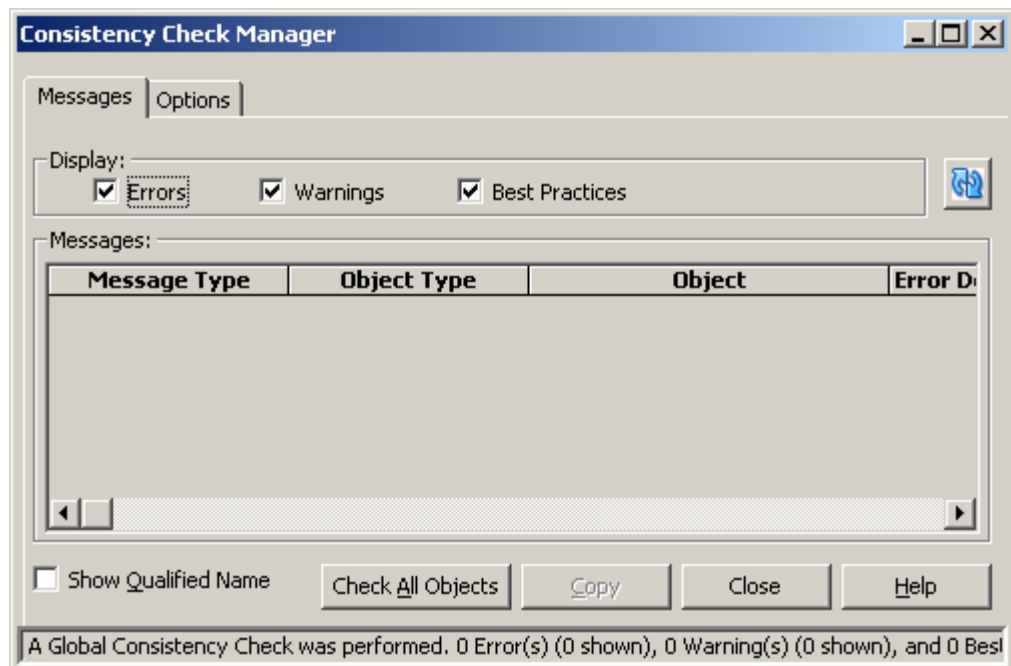 Consistency Check Manager
Messages Options
Display:
Errors Warnings Best Practices
Messages:
Message Type Object Type Object Error D
Show Qualified Name Check All Objects Copy Close Help
A Global Consistency Check was performed. 0 Error(s) (0 shown), 0 Warning(s) (0 shown), and 0 Best